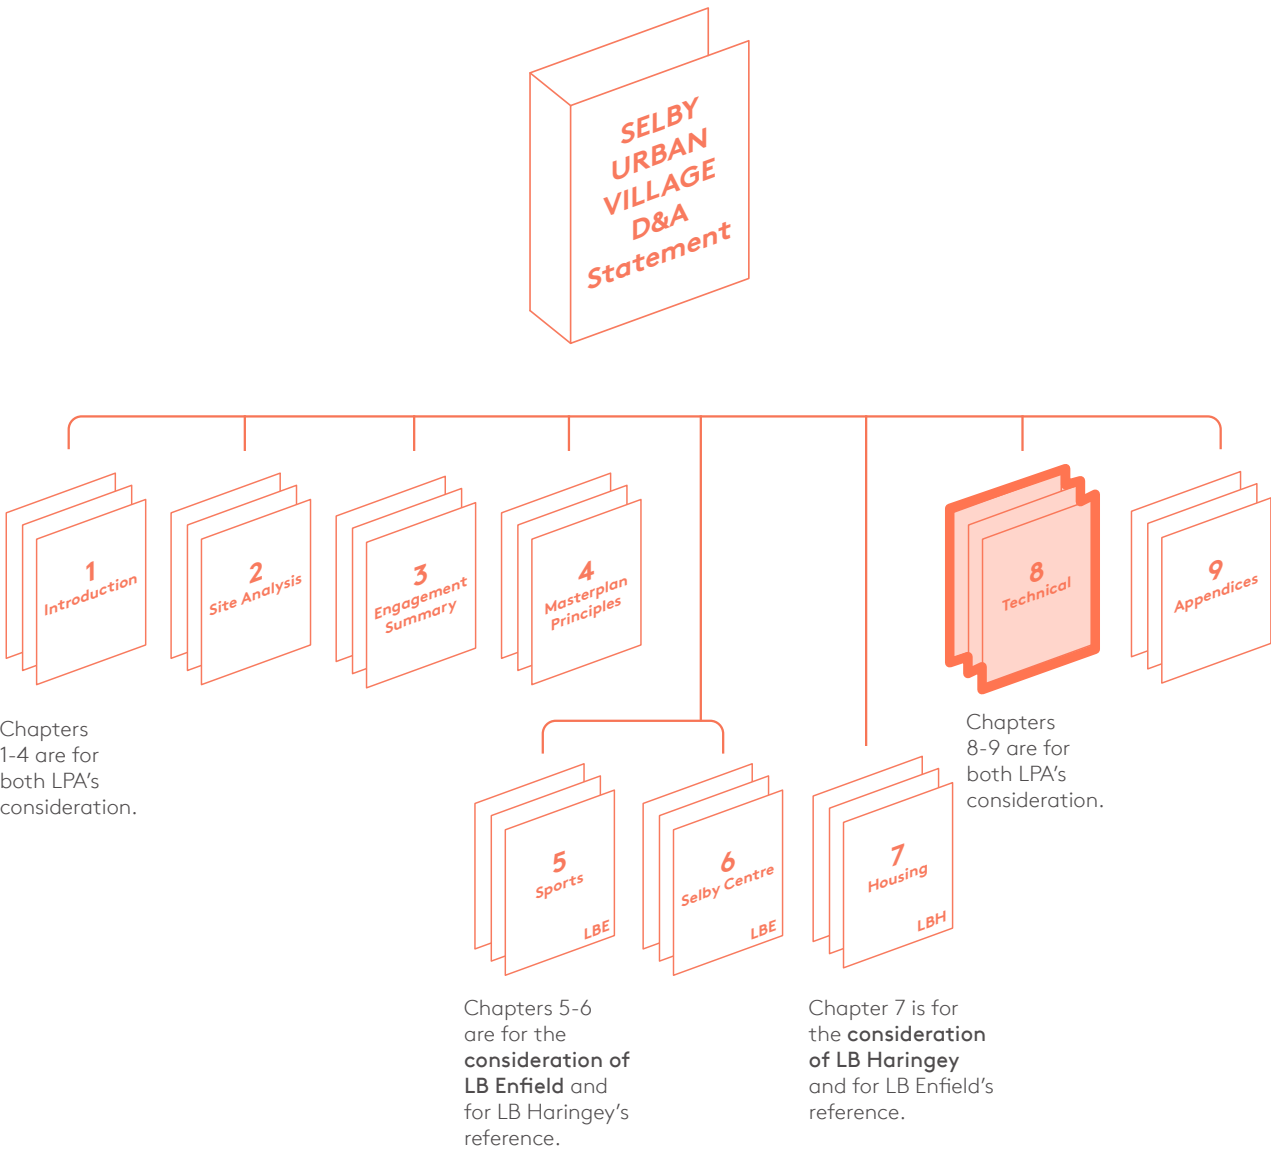 SELBY
URBAN
VILLAGE
D&A
Statement
1
Introduction
2
Site Analysis
3
Engagement
Summary
4
Masterplan
Principles
8
Technical
9
Appendices
Chapters
1-4 are for
both LPA’s
consideration.
Chapters
8-9 are for
both LPA’s
consideration.
5
Sports
LBE
6
Selby Centre
LBE
7
Housing
LBH
Chapters 5-6
are for the
consideration of
LB Enfield and
for LB Haringey’s
reference.
Chapter 7 is for
the consideration
of LB Haringey
and for LB Enfield’s
reference.